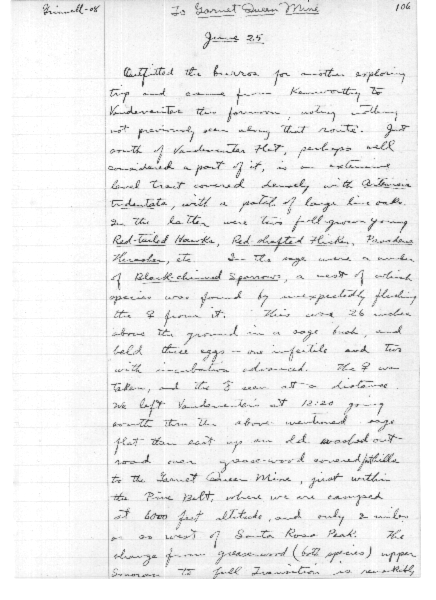 Grinnell-08
To Garnet Queen Mine
106
June 25
Outfitted the burros for another exploring
trip and came from Kenworthy to
Vandeventer this forenoon, noting nothing
not previously seen along that route. Just
south of Vandeventer Flat, perhaps well
considered a part of it, is an extensive
level tract covered densely with Artemisia
tridentata, with a patch of large live oaks.
In the latter were two full-grown young
Red-tailed Hawks, Red-shafted Flicker, Pasadena
Thrasher, etc. In the sage were a number
of Black-chinned Sparrows, a nest of which
species was found by unexpectedly flushing
the ♀ from it. This was 26 inches
above the ground in a sage bush, and
held three eggs - one infertile and two
with incubation advanced. The ♀ was
taken, and the ♂ seen at a distance.
We left Vandeventer's at 12:20 going
south thru the above mentioned sage
flat then east up an old washed-out
road over grease-wood covered foothills
to the Garnet Queen Mine, just within
the Pine Belt, where we are camped
at 6000 feet altitude, and only 2 miles
or so west of Santa Rosa Peak. The
change from greasewood (both species) upper
Sonoran to full Transition is remarkably